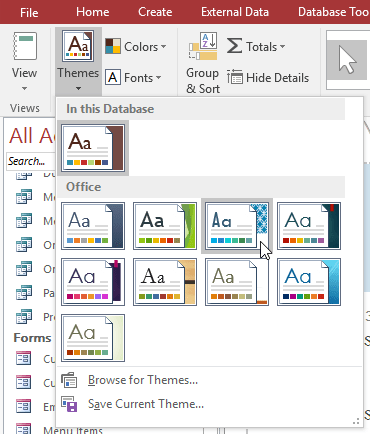 File Home Create External Data Database Too
View Themes Colors Fonts Group & Sort Totals Hide Details
Views
In this Database
Aa
All A
Search...
Office
Aa Aa Aa Aa
Aa Aa Aa Aa
Aa
Forms
Browse for Themes...
Save Current Theme...
Menu Items